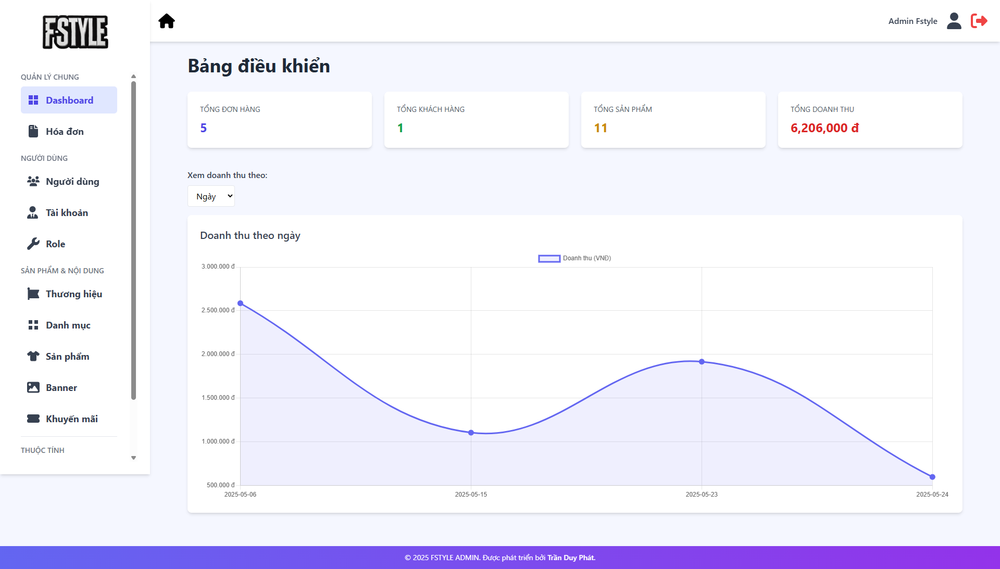 FSTYLE
Admin Fstyle
QUẢN LÝ CHUNG
Dashboard
Hóa đơn
NGƯỜI DÙNG
Người dùng
Tài khoản
Role
SẢN PHẨM & NỘI DUNG
Thương hiệu
Danh mục
Sản phẩm
Banner
Khuyến mãi
THUỘC TÍNH
Bảng điều khiển
TỔNG ĐƠN HÀNG
5
TỔNG KHÁCH HÀNG
1
TỔNG SẢN PHẨM
11
TỔNG DOANH THU
6,206,000 đ
Xem doanh thu theo:
Ngày
Doanh thu theo ngày
Doanh thu (VNĐ)
3.000.000 đ
2.500.000 đ
2.000.000 đ
1.500.000 đ
1.000.000 đ
500.000 đ
2025-05-06
2025-05-15
2025-05-23
2025-05-24
© 2025 FSTYLE ADMIN. Được phát triển bởi Trần Duy Phát.